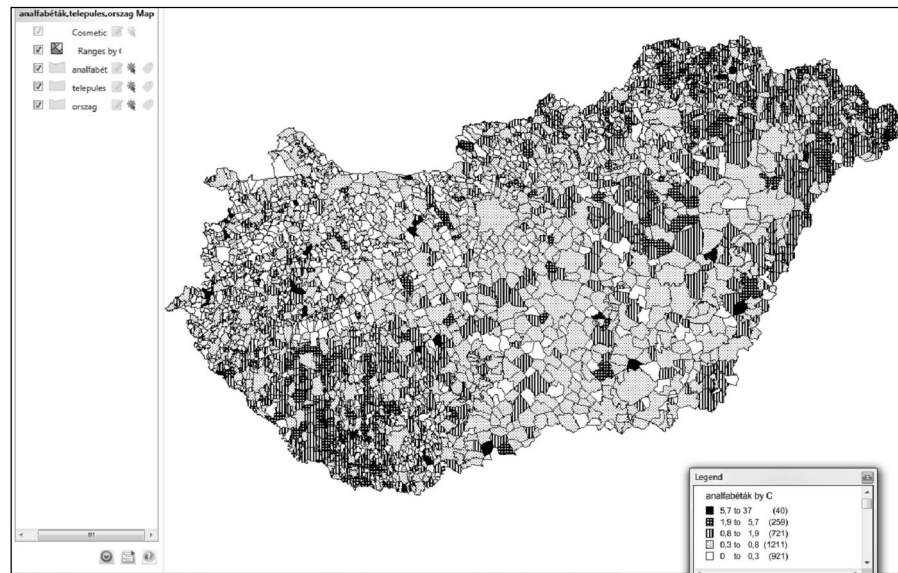 analfabéták,telepules,orszag Map
Cosmetic
Ranges by C
analfabét
telepules
orszag
Legend
analfabéták by C
5,7 to 37 (40)
1,9 to 5,7 (259)
0,8 to 1,9 (721)
0,3 to 0,8 (1211)
0 to 0,3 (921)